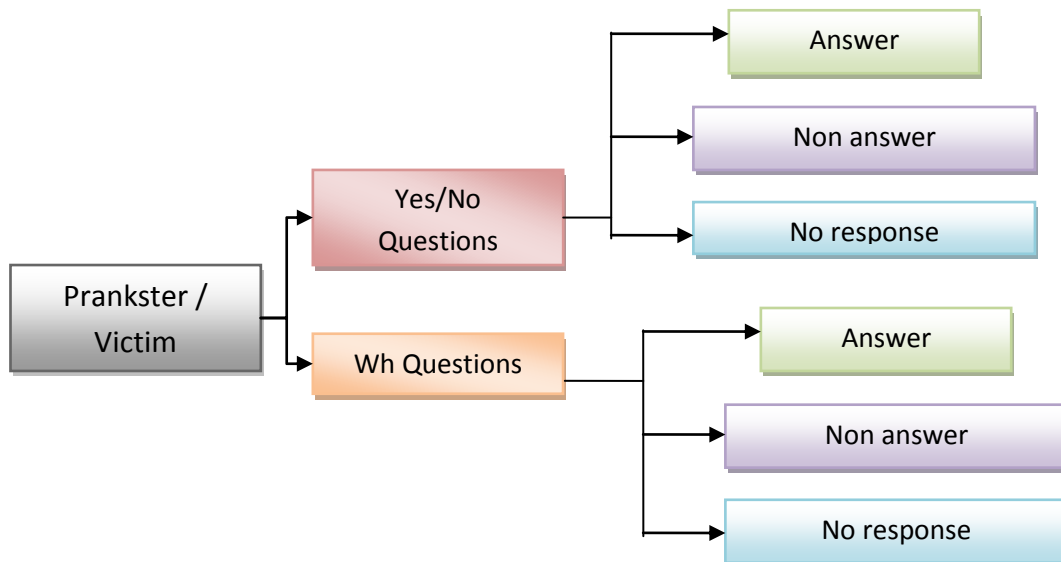 Prankster /
Victim
Yes/No
Questions
Answer
Non answer
No response
Wh Questions
Answer
Non answer
No response